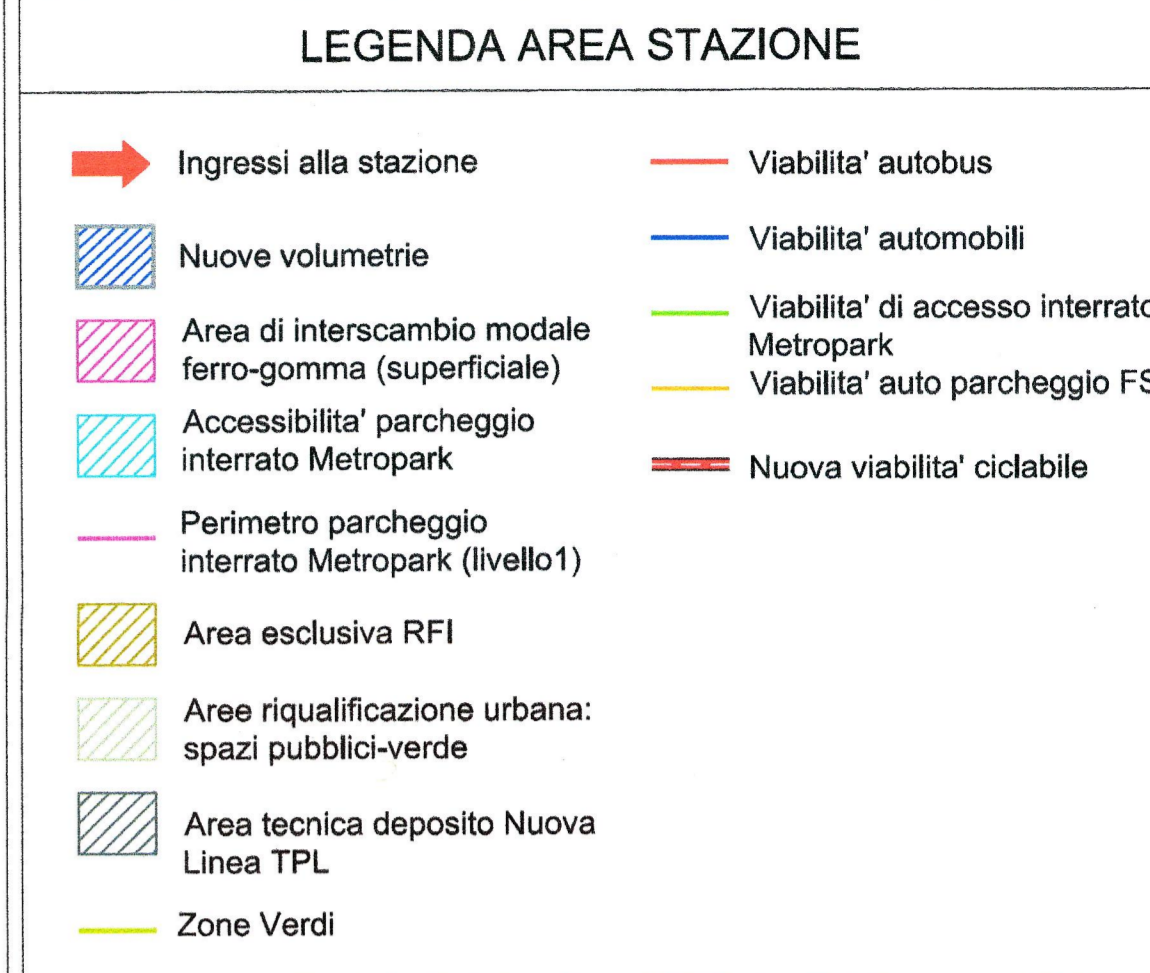 LEGENDA AREA STAZIONE
Ingressi alla stazione
Nuove volumetrie
Area di interscambio modale
ferro-gomma (superficiale)
Accessibilita' parcheggio
interrato Metropark
Perimetro parcheggio
interrato Metropark (livello1)
Area esclusiva RFI
Aree riqualificazione urbana:
spazi pubblici-verde
Area tecnica deposito Nuova
Linea TPL
Zone Verdi
Viabilita' autobus
Viabilita' automobili
Viabilita' di accesso interrato
Metropark
Viabilita' auto parcheggio FS
Nuova viabilita' ciclabile